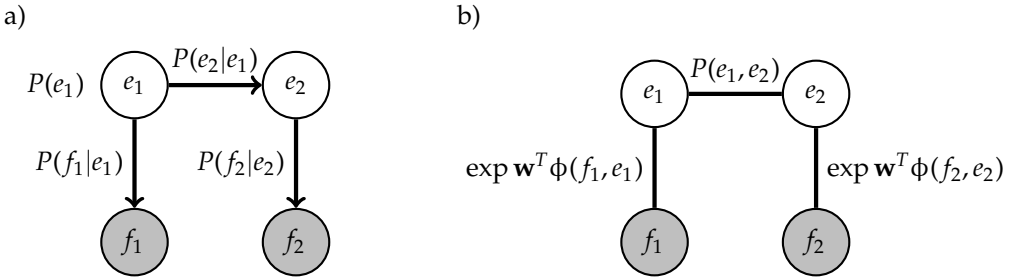 a)
P(e₁)
e₁
P(e₂|e₁)
e₂
P(f₁|e₁)
P(f₂|e₂)
f₁
f₂
b)
e₁
P(e₁, e₂)
e₂
exp wᵀϕ(f₁, e₁)
exp wᵀϕ(f₂, e₂)
f₁
f₂